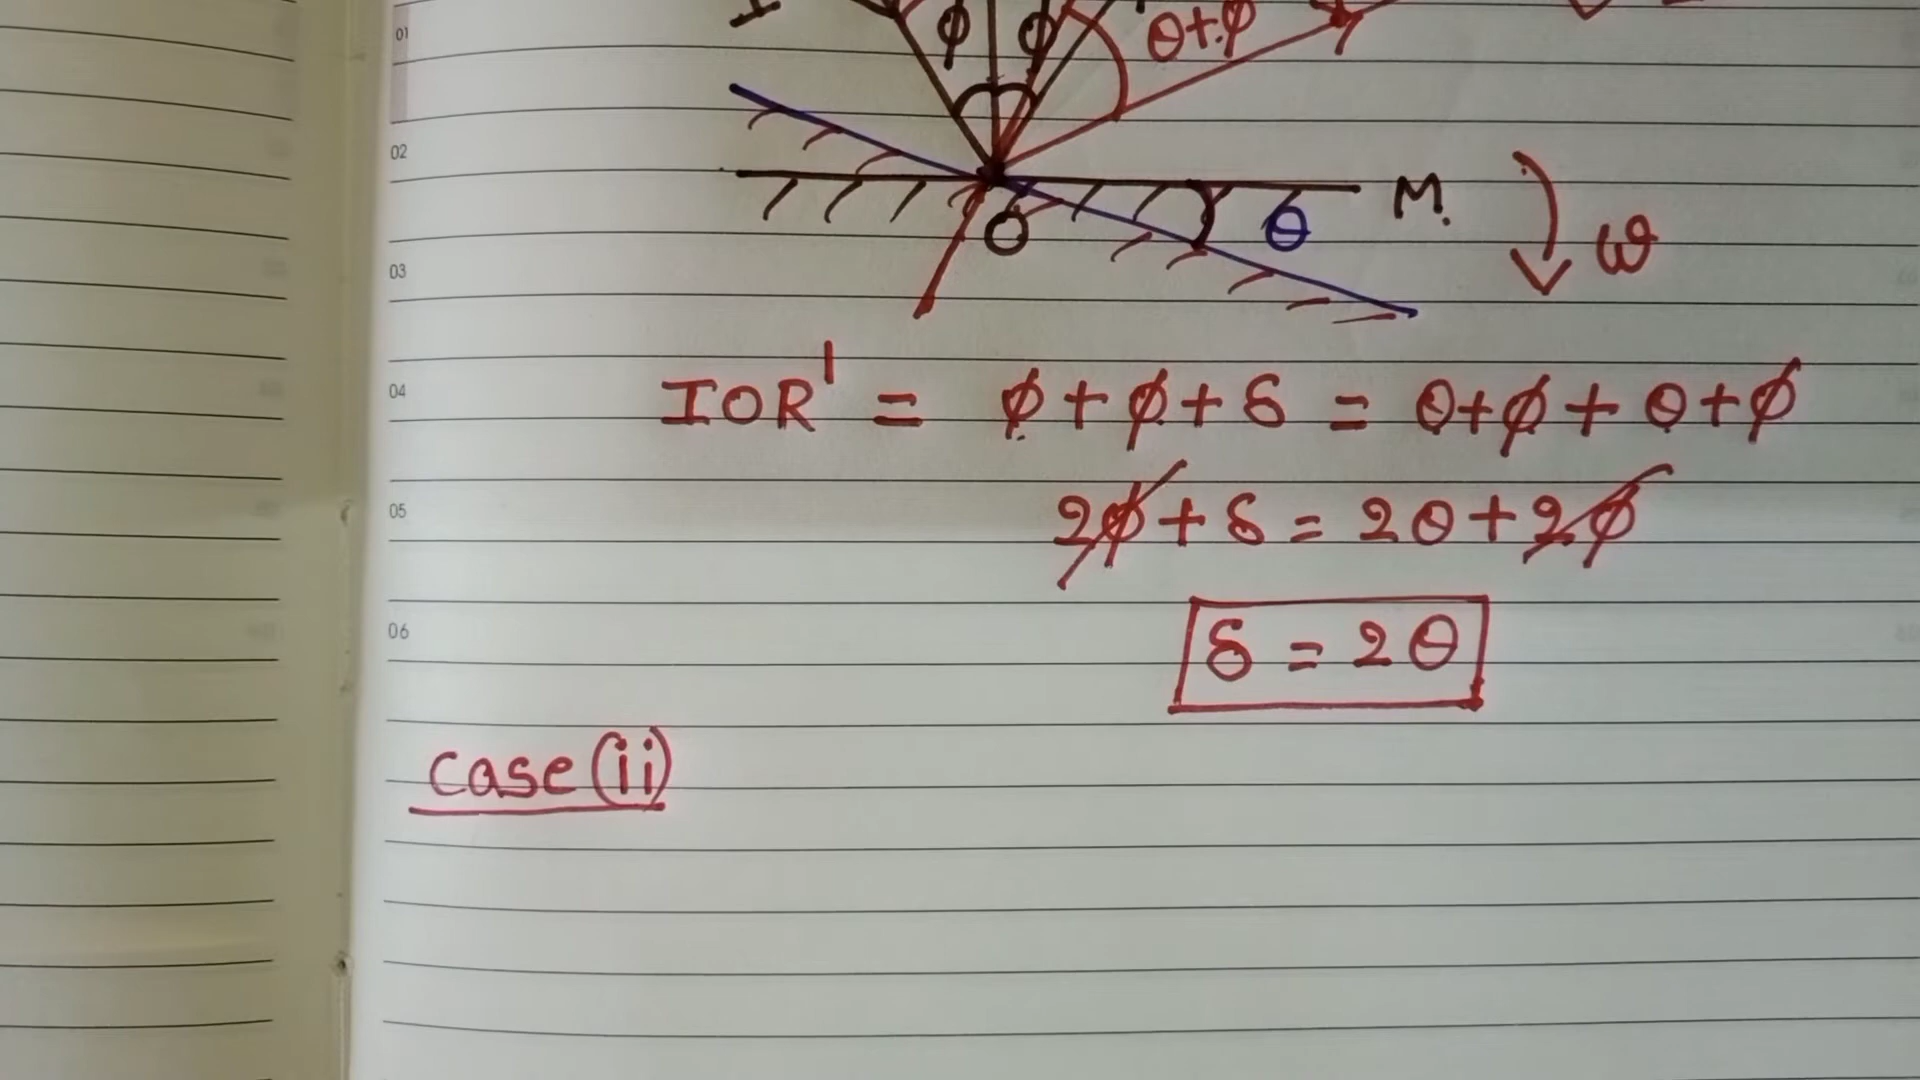 01
I ϕ ϕ θ+ϕ
02
M.
O θ ω
03
04 IOR' = ϕ + ϕ + δ = θ+ϕ + θ+ϕ
05 2ϕ + δ = 2θ + 2ϕ
06 δ = 2θ
case (ii)